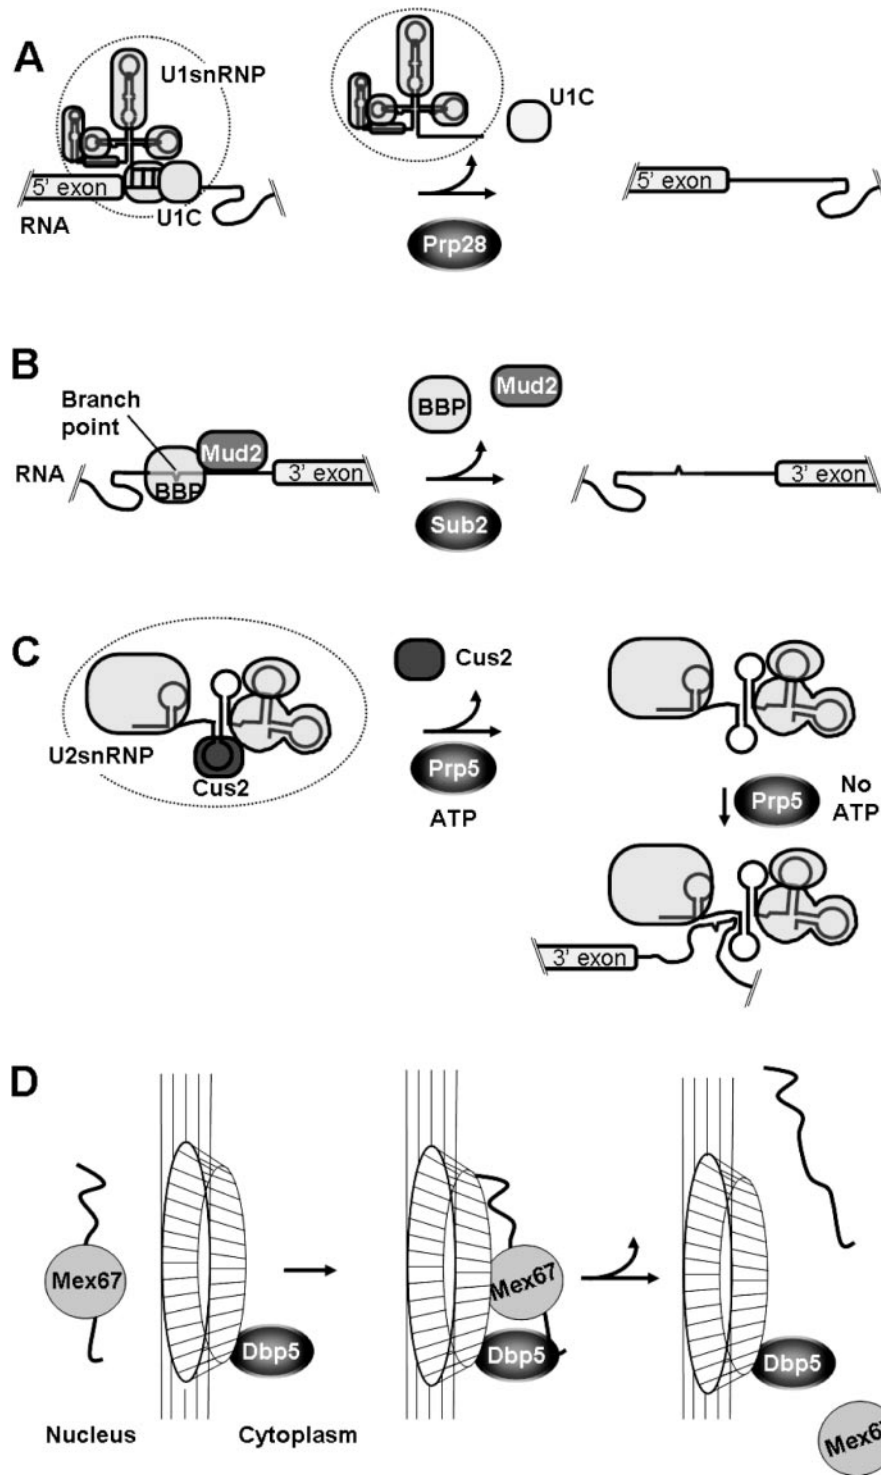 A
U1snRNP
U1C
5' exon
U1C
RNA
Prp28
5' exon
B
Branch
point
BBP
Mud2
RNA
Mud2
BBP
3' exon
Sub2
3' exon
C
Cus2
U2snRNP
Cus2
Prp5
ATP
Prp5
No
ATP
3' exon
D
Mex67
Dbp5
Mex67
Dbp5
Dbp5
Nucleus
Cytoplasm
Mex6